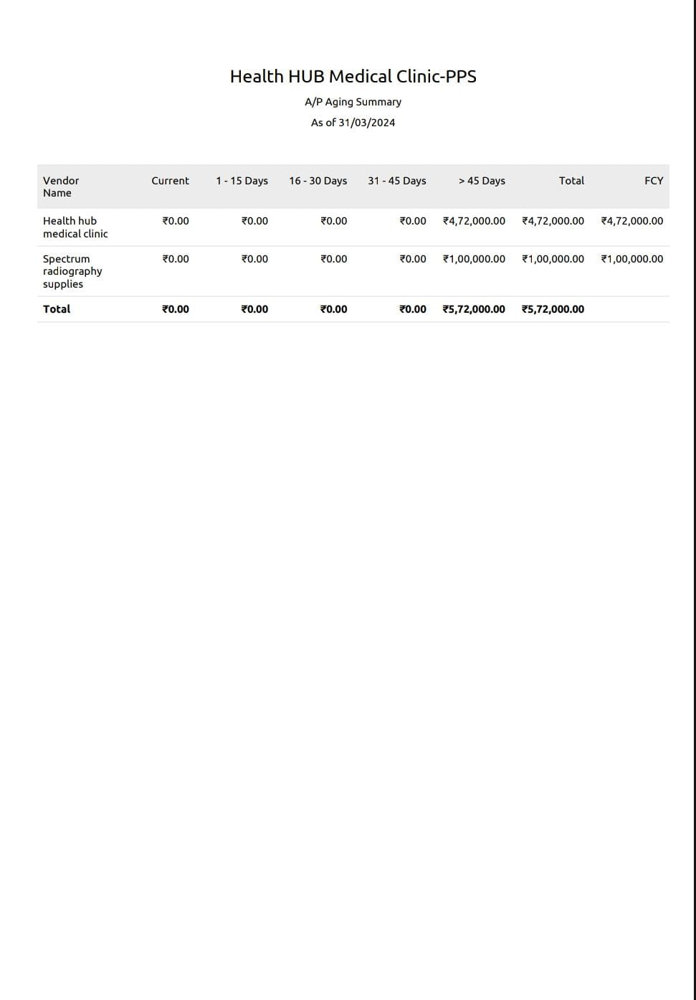 Health HUB Medical Clinic-PPS
A/P Aging Summary
As of 31/03/2024
Vendor Name Current 1 - 15 Days 16 - 30 Days 31 - 45 Days > 45 Days Total FCY
Health hub medical clinic ₹0.00 ₹0.00 ₹0.00 ₹0.00 ₹4,72,000.00 ₹4,72,000.00 ₹4,72,000.00
Spectrum radiography supplies ₹0.00 ₹0.00 ₹0.00 ₹0.00 ₹1,00,000.00 ₹1,00,000.00 ₹1,00,000.00
Total ₹0.00 ₹0.00 ₹0.00 ₹0.00 ₹5,72,000.00 ₹5,72,000.00